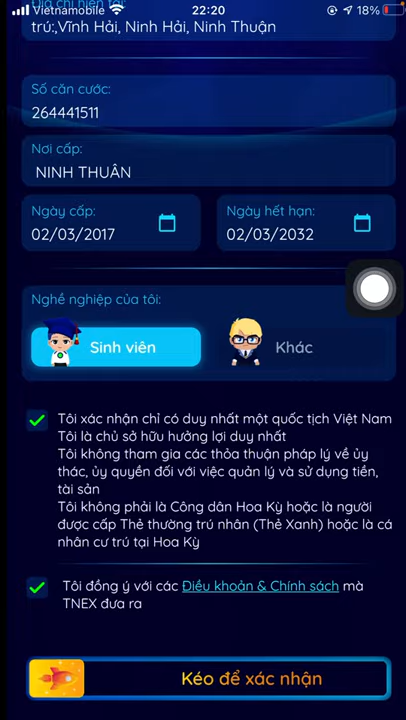 Vietnamobile 22:20 18%
Địa chỉ hiện tại:
trú:,Vĩnh Hải, Ninh Hải, Ninh Thuận
Số căn cước:
264441511
Nơi cấp:
NINH THUÂN
Ngày cấp:
02/03/2017
Ngày hết hạn:
02/03/2032
Nghề nghiệp của tôi:
Sinh viên
Khác
Tôi xác nhận chỉ có duy nhất một quốc tịch Việt Nam
Tôi là chủ sở hữu hưởng lợi duy nhất
Tôi không tham gia các thỏa thuận pháp lý về ủy
thác, ủy quyền đối với việc quản lý và sử dụng tiền,
tài sản
Tôi không phải là Công dân Hoa Kỳ hoặc là người
được cấp Thẻ thường trú nhân (Thẻ Xanh) hoặc là cá
nhân cư trú tại Hoa Kỳ
Tôi đồng ý với các Điều khoản & Chính sách mà
TNEX đưa ra
Kéo để xác nhận